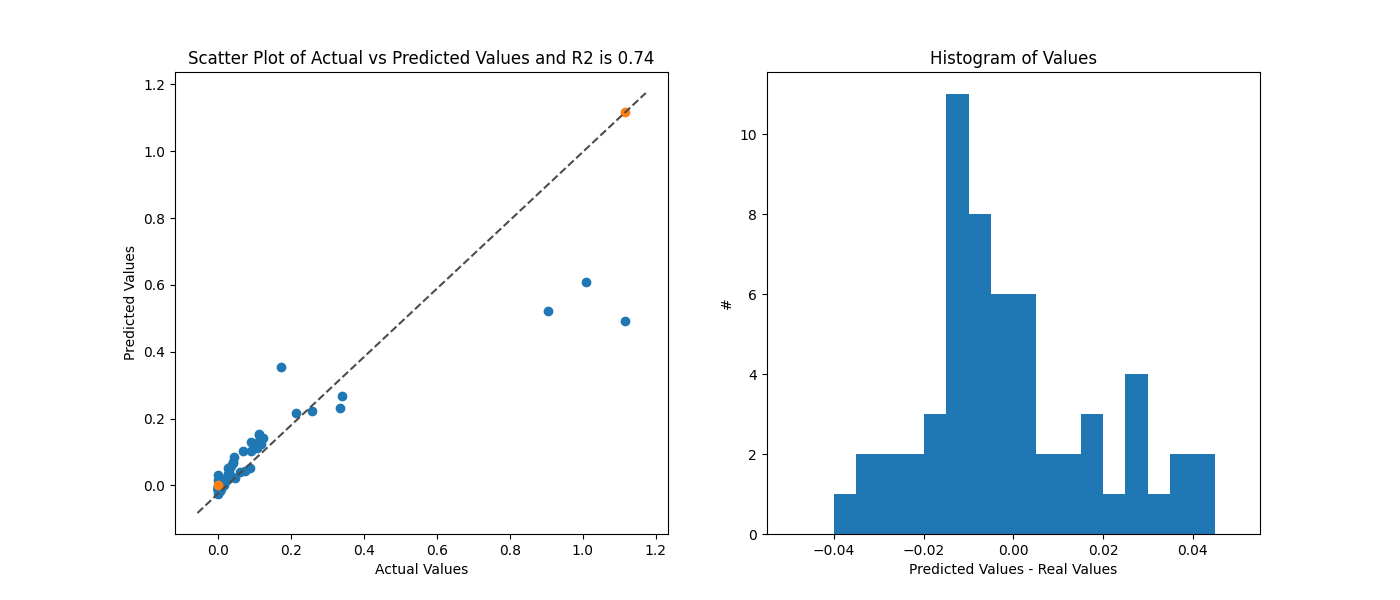 Scatter Plot of Actual vs Predicted Values and R2 is 0.74
1.2
1.0
0.8
0.6
0.4
0.2
0.0
Predicted Values
0.0 0.2 0.4 0.6 0.8 1.0 1.2
Actual Values
Histogram of Values
10
8
6
4
2
0
#
−0.04 −0.02 0.00 0.02 0.04
Predicted Values - Real Values